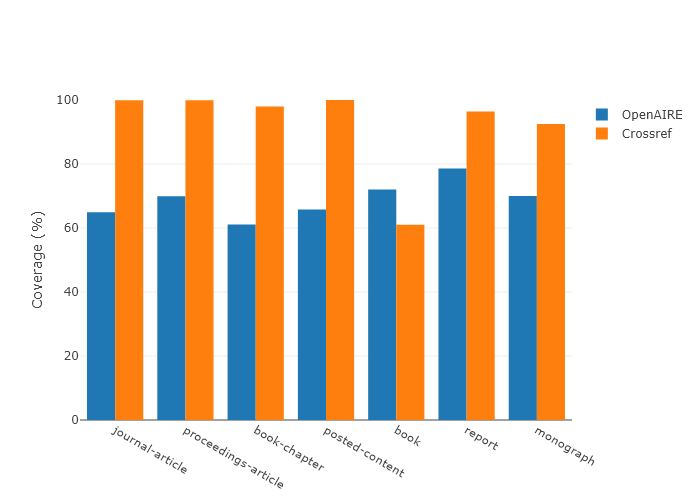 100
80
60
40
20
0
Coverage (%)
journal-article
proceedings-article
book-chapter
posted-content
book
report
monograph
OpenAIRE
Crossref